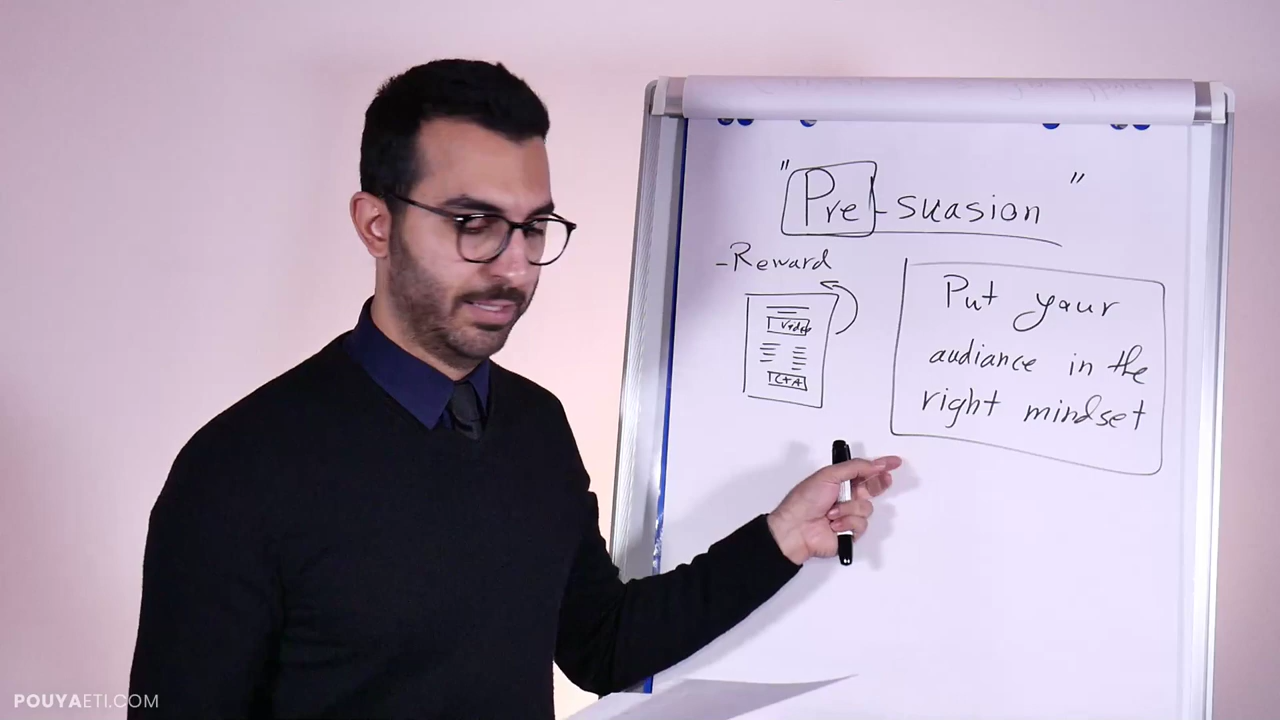 "Pre-suasion"
-Reward
Video
CTA
Put your
audiance in the
right mindset
POUYAETI.COM